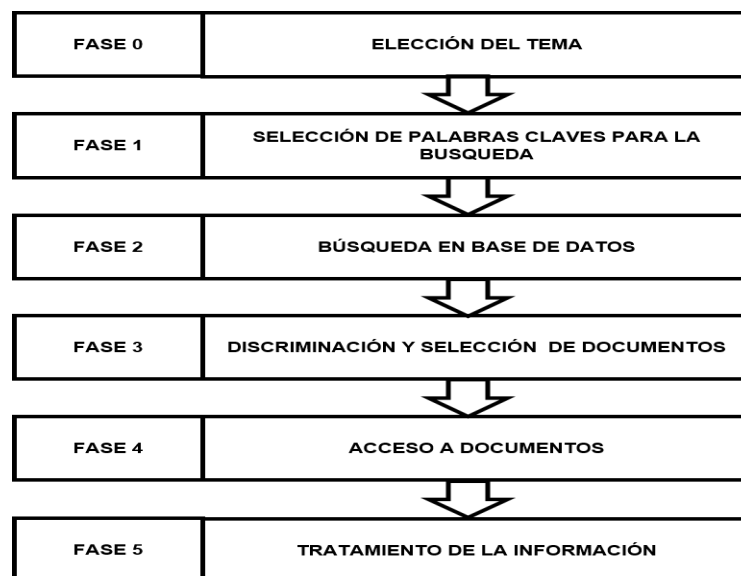 FASE 0
ELECCIÓN DEL TEMA
FASE 1
SELECCIÓN DE PALABRAS CLAVES PARA LA
BUSQUEDA
FASE 2
BÚSQUEDA EN BASE DE DATOS
FASE 3
DISCRIMINACIÓN Y SELECCIÓN DE DOCUMENTOS
FASE 4
ACCESO A DOCUMENTOS
FASE 5
TRATAMIENTO DE LA INFORMACIÓN